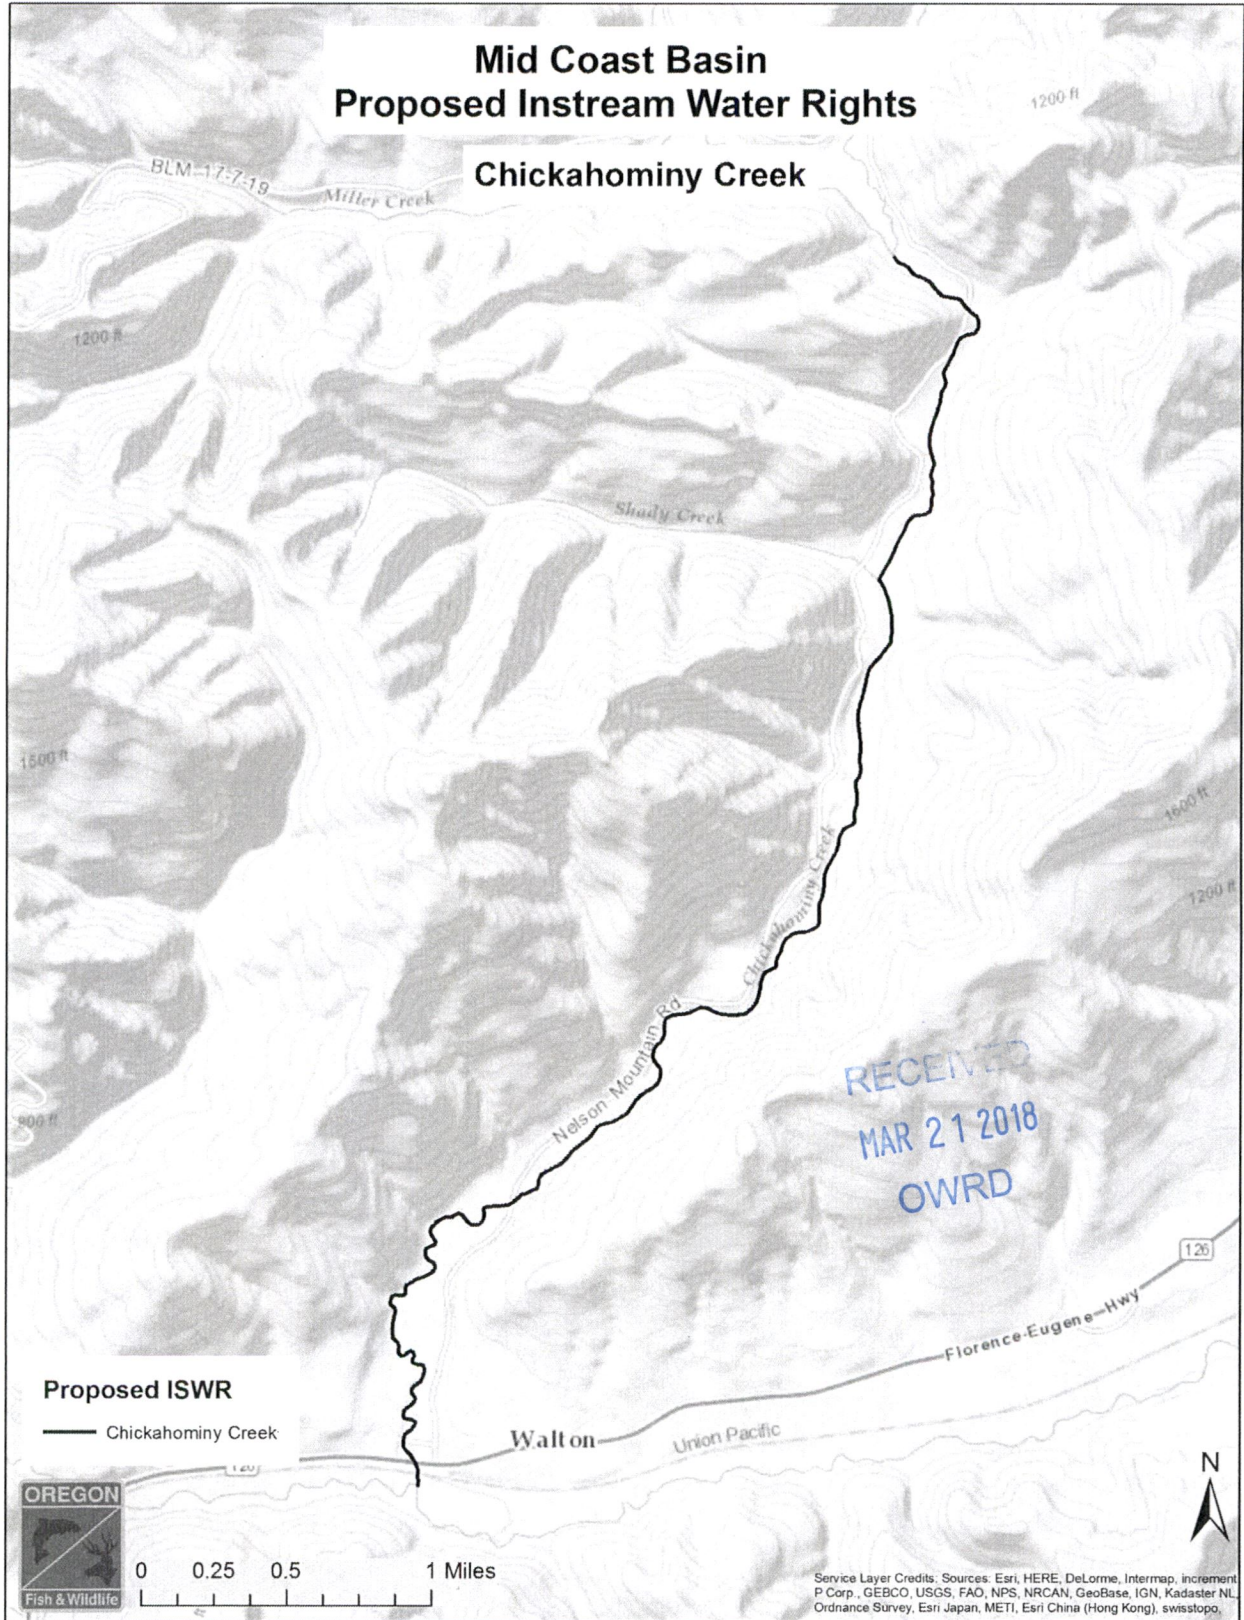 Mid Coast Basin
Proposed Instream Water Rights
Chickahominy Creek
1200 ft
BLM 17-7-19
Miller Creek
1200 ft
Shady Creek
1500 ft
1600 ft
Chickahominy Creek
1200 ft
Nelson Mountain Rd
RECEIVED
MAR 21 2018
OWRD
800 ft
126
Florence-Eugene-Hwy
Proposed ISWR
Chickahominy Creek
Walton
Union Pacific
126
N
OREGON
Fish & Wildlife
0 0.25 0.5 1 Miles
Service Layer Credits: Sources: Esri, HERE, DeLorme, Intermap, increment
P Corp., GEBCO, USGS, FAO, NPS, NRCAN, GeoBase, IGN, Kadaster NL,
Ordnance Survey, Esri Japan, METI, Esri China (Hong Kong), swisstopo,